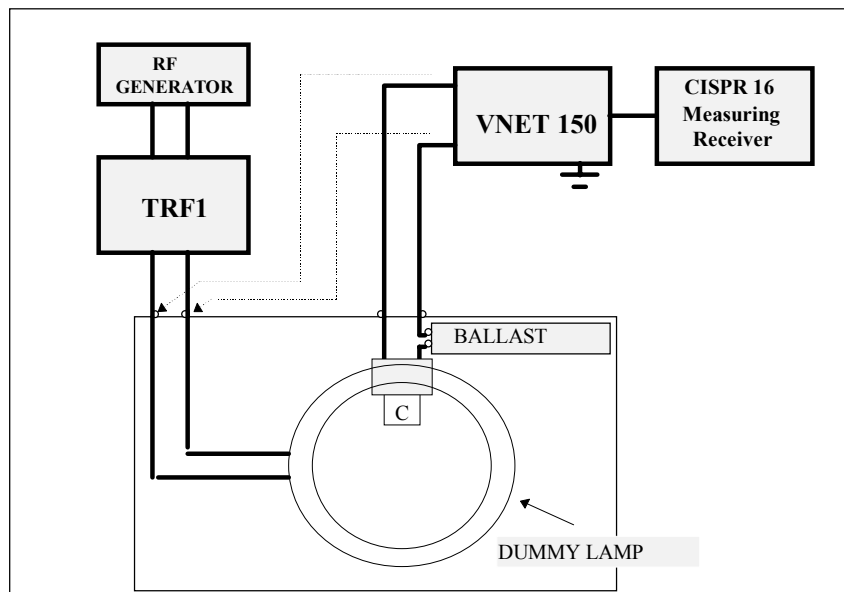 RF
GENERATOR
TRF1
VNET 150
CISPR 16
Measuring
Receiver
BALLAST
C
DUMMY LAMP